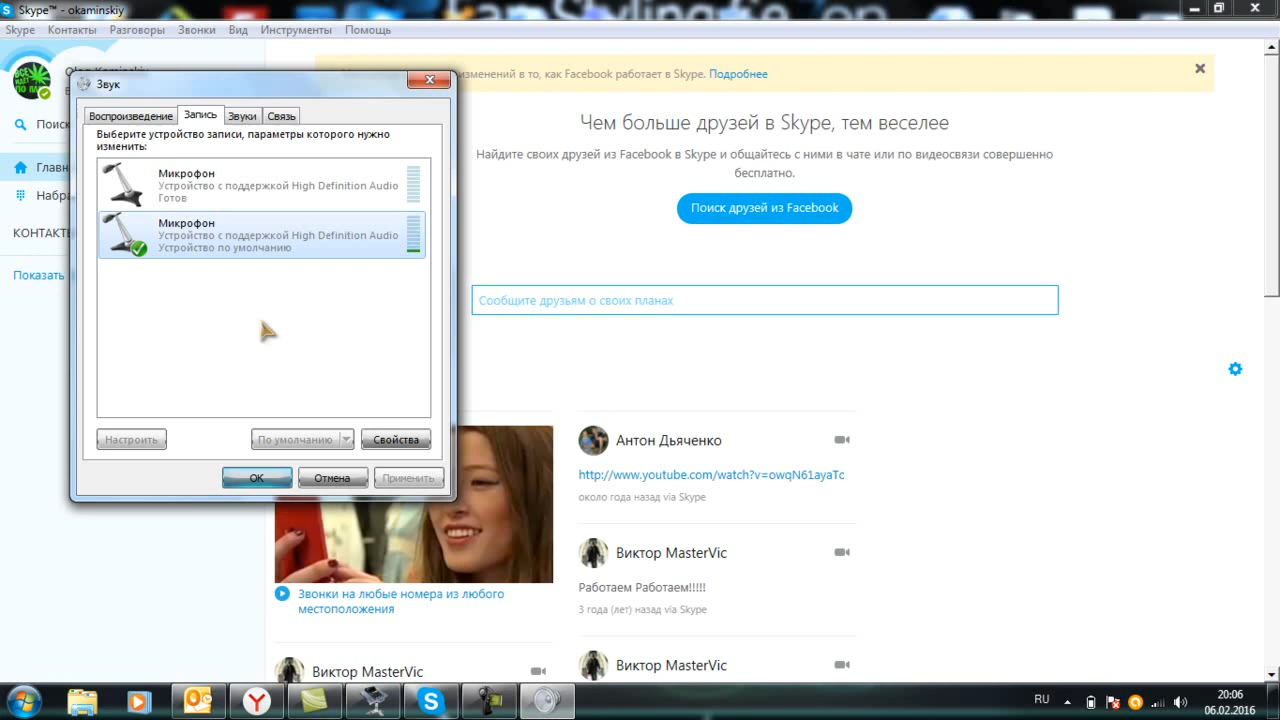 Skype™ - okaminskiy
Skype Контакты Разговоры Звонки Вид Инструменты Помощь
Звук
Воспроизведение Запись Звуки Связь
Выберите устройство записи, параметры которого нужно
изменить:
Микрофон
Устройство с поддержкой High Definition Audio
Готов
Микрофон
Устройство с поддержкой High Definition Audio
Устройство по умолчанию
Настроить По умолчанию Свойства
OK Отмена Применить
Поиск
Главн
Набра
КОНТАКТЫ
Показать
изменений в то, как Facebook работает в Skype. Подробнее
Чем больше друзей в Skype, тем веселее
Найдите своих друзей из Facebook в Skype и общайтесь с ними в чате или по видеосвязи совершенно
бесплатно.
Поиск друзей из Facebook
Сообщите друзьям о своих планах
Звонки на любые номера из любого
местоположения
Виктор MasterVic
Антон Дьяченко
http://www.youtube.com/watch?v=owqN61ayaTc
около года назад via Skype
Виктор MasterVic
Работаем Работаем!!!!!
3 года (лет) назад via Skype
Виктор MasterVic
RU
20:06
06.02.2016